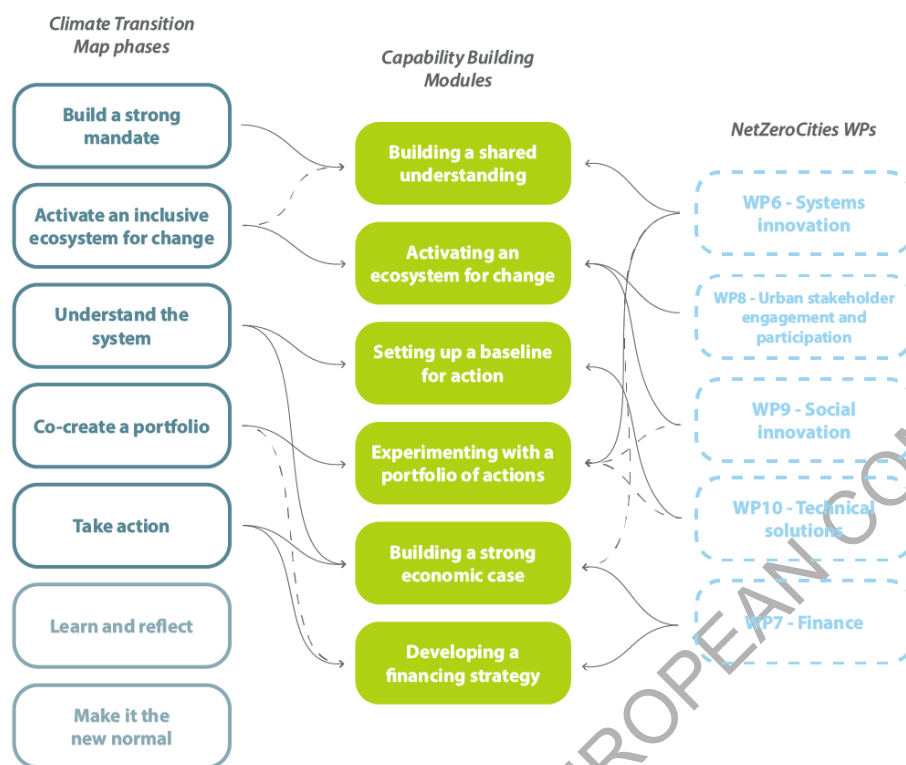 Climate Transition
Map phases
Build a strong
mandate
Activate an inclusive
ecosystem for change
Understand the
system
Co-create a portfolio
Take action
Learn and reflect
Make it the
new normal
Capability Building
Modules
Building a shared
understanding
Activating an
ecosystem for change
Setting up a baseline
for action
Experimenting with a
portfolio of actions
Building a strong
economic case
Developing a
financing strategy
NetZeroCities WPs
WP6 - Systems
innovation
WP8 - Urban stakeholder
engagement and
participation
WP9 - Social
innovation
WP10 - Technical
solutions
WP7 - Finance